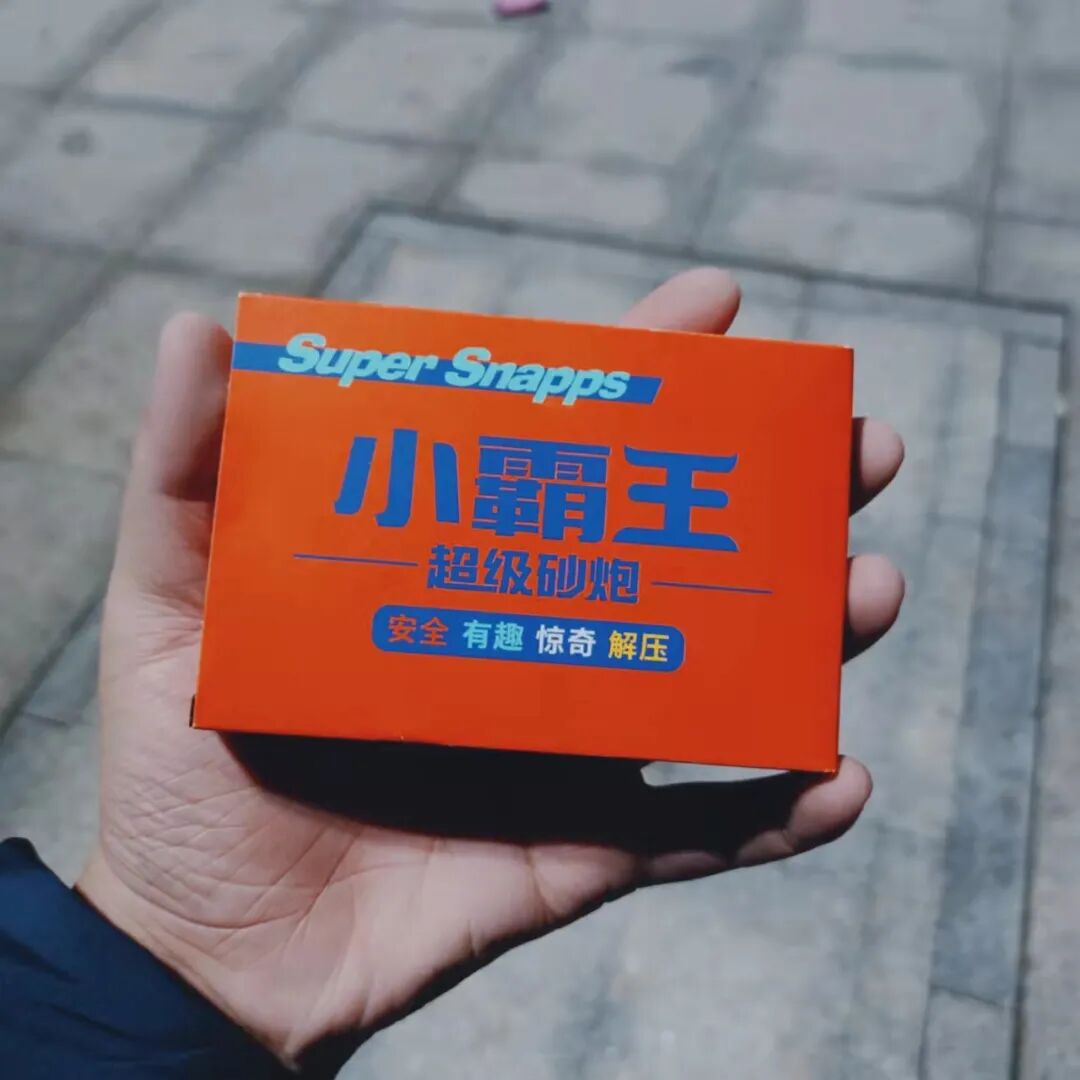 Super Snapps
小霸王
超级砂炮
安全 有趣 惊奇 解压